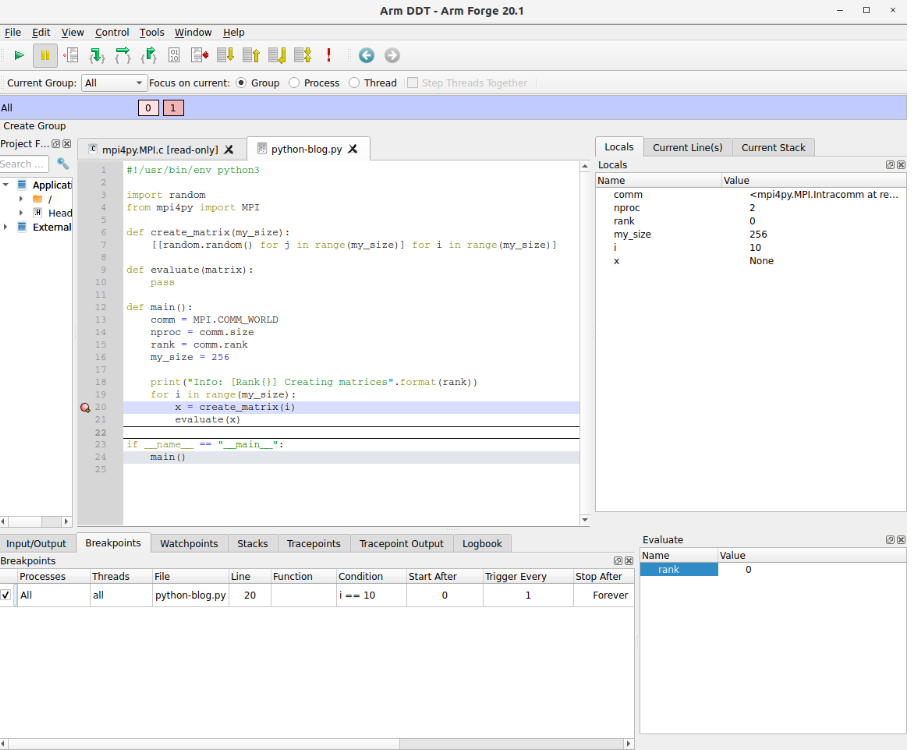 Arm DDT - Arm Forge 20.1
File Edit View Control Tools Window Help
Current Group: All Focus on current: Group Process Thread Step Threads Together
All 0 1
Create Group
Project F...
Search ...
Applicati
/
Head
External
mpi4py.MPI.c [read-only] python-blog.py
1 #!/usr/bin/env python3
2
3 import random
4 from mpi4py import MPI
5
6 def create_matrix(my_size):
7 [[random.random() for j in range(my_size)] for i in range(my_size)]
8
9 def evaluate(matrix):
10 pass
11
12 def main():
13 comm = MPI.COMM_WORLD
14 nproc = comm.size
15 rank = comm.rank
16 my_size = 256
17
18 print("Info: [Rank{}] Creating matrices".format(rank))
19 for i in range(my_size):
20 x = create_matrix(i)
21 evaluate(x)
22
23 if __name__ == "__main__":
24 main()
25
Locals Current Line(s) Current Stack
Locals
Name Value
comm <mpi4py.MPI.Intracomm at re...
nproc 2
rank 0
my_size 256
i 10
x None
Input/Output Breakpoints Watchpoints Stacks Tracepoints Tracepoint Output Logbook
Breakpoints
Processes Threads File Line Function Condition Start After Trigger Every Stop After
All all python-blog.py 20 i == 10 0 1 Forever
Evaluate
Name Value
rank 0